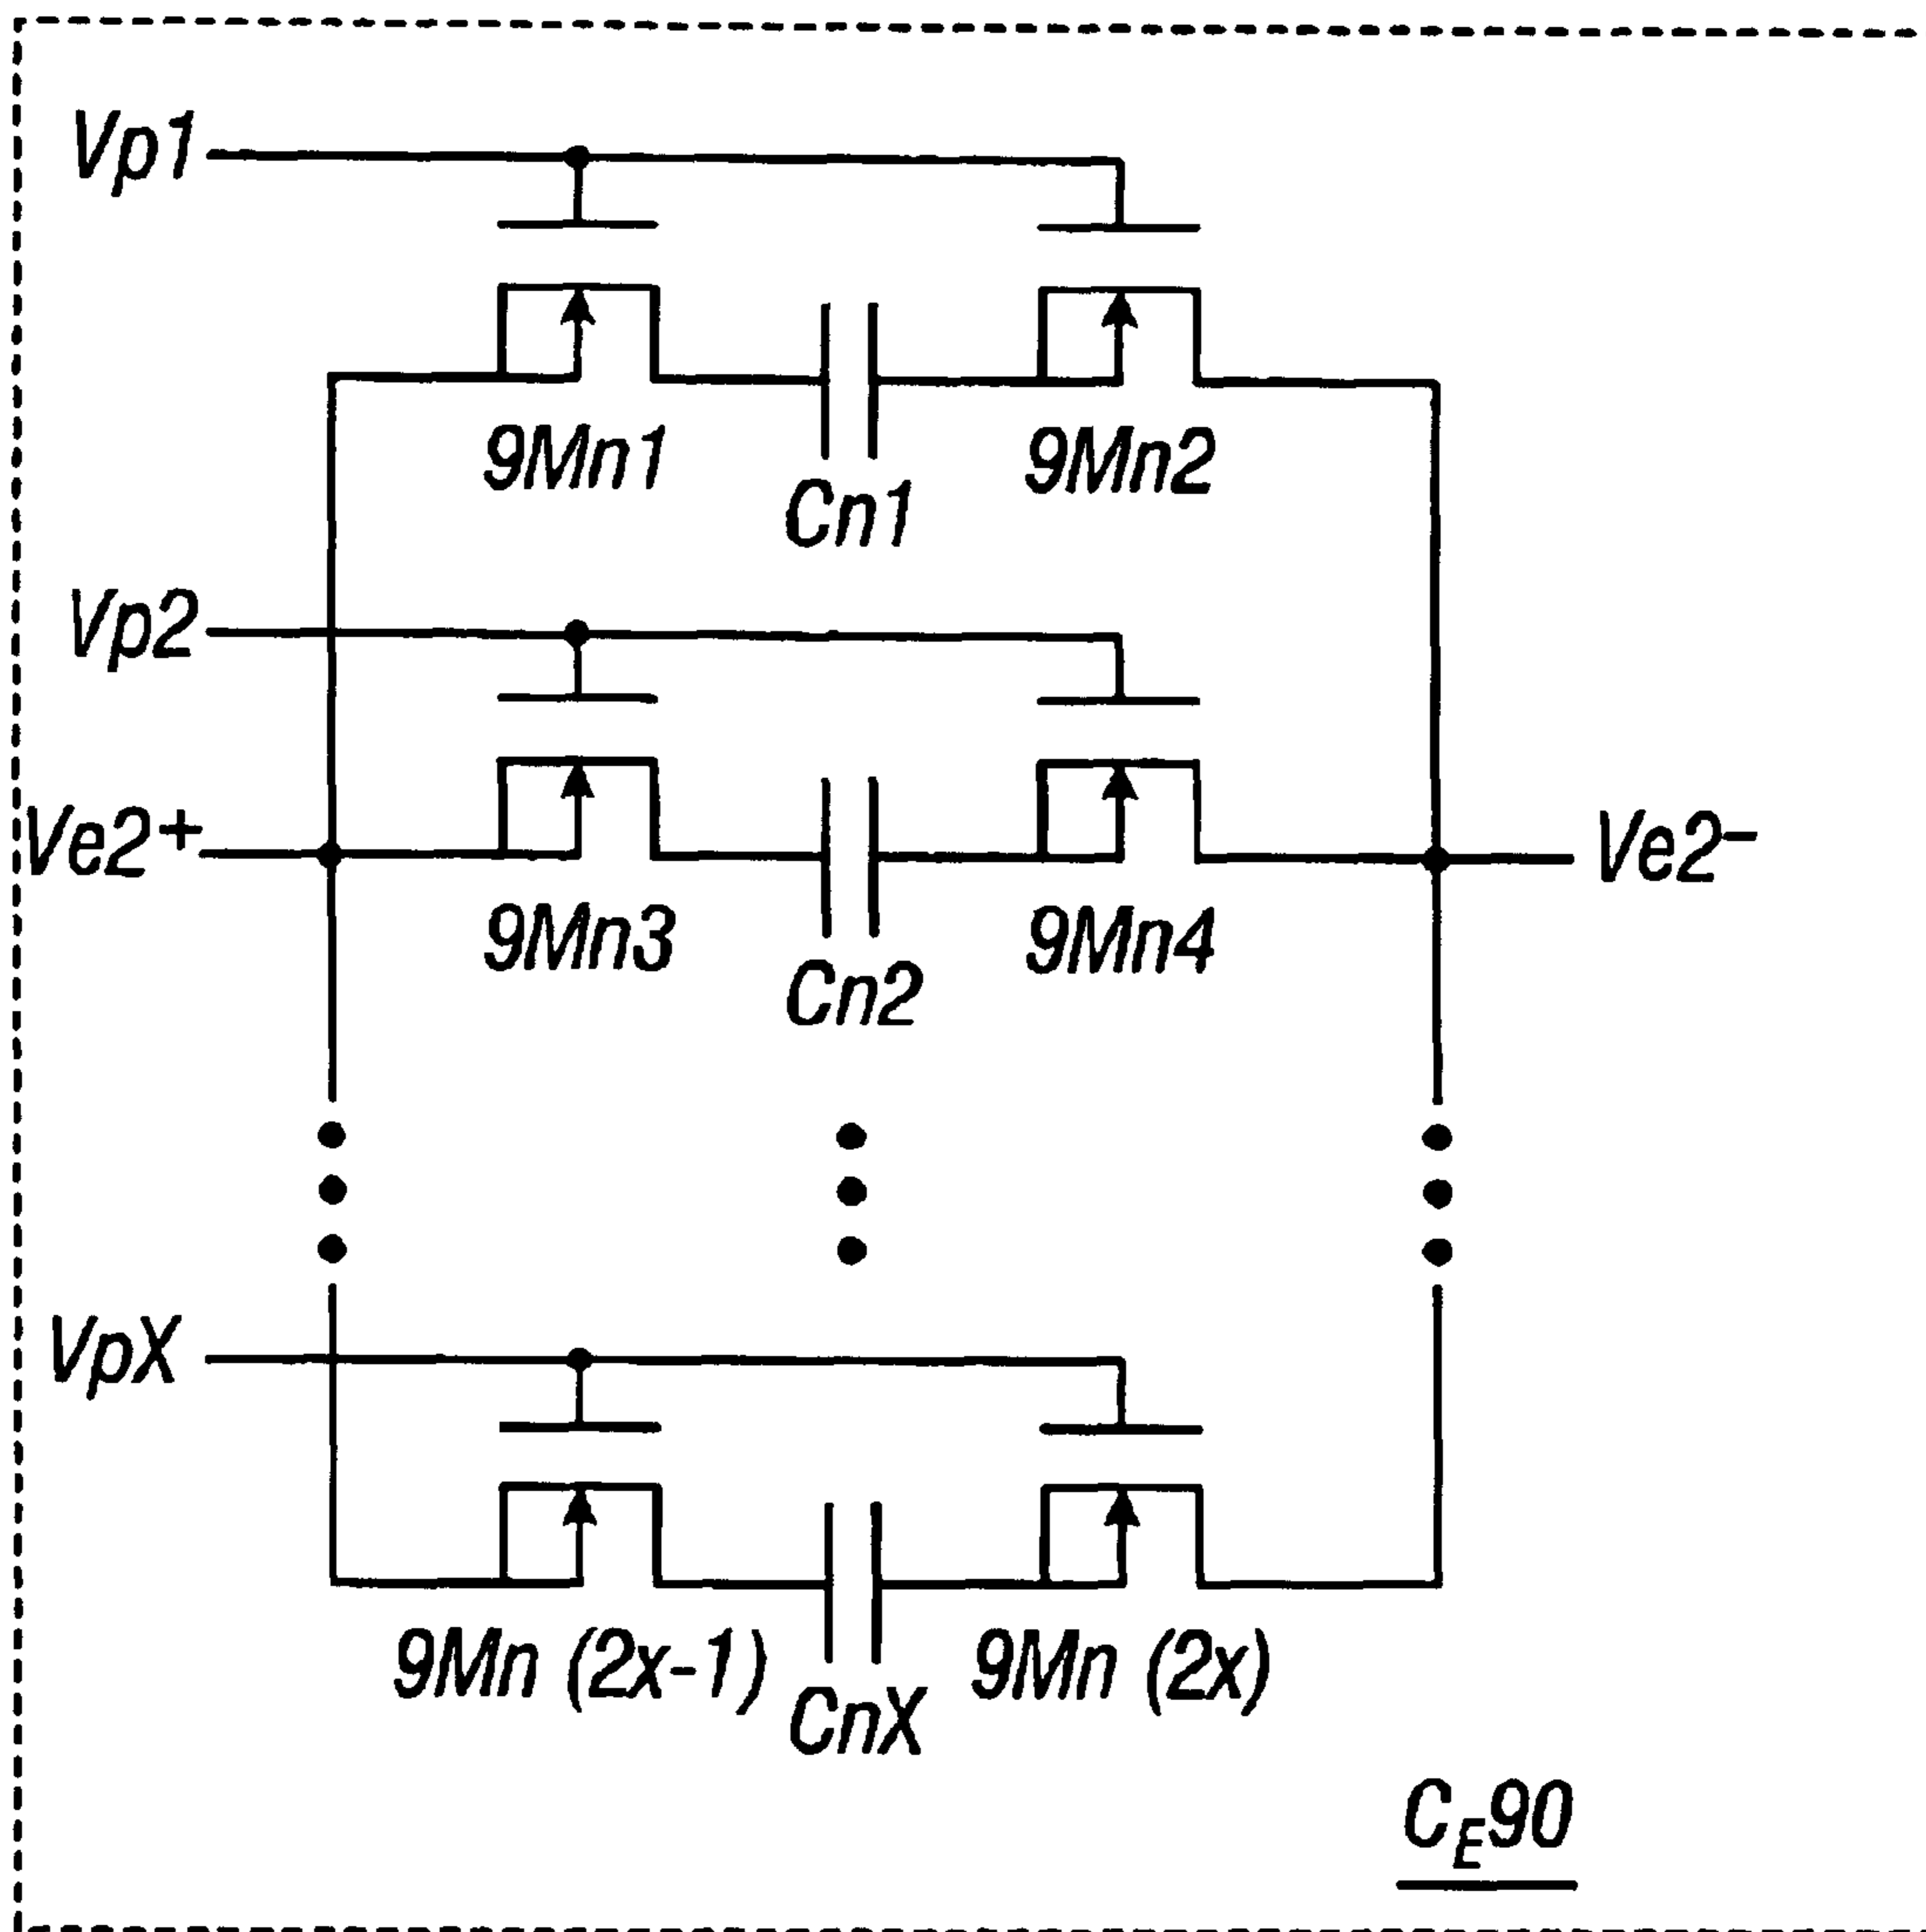 Vp1
9Mn1
9Mn2
Cn1
Vp2
Ve2+
Ve2−
9Mn3
9Mn4
Cn2
VpX
9Mn (2x-1)
9Mn (2x)
CnX
CE90